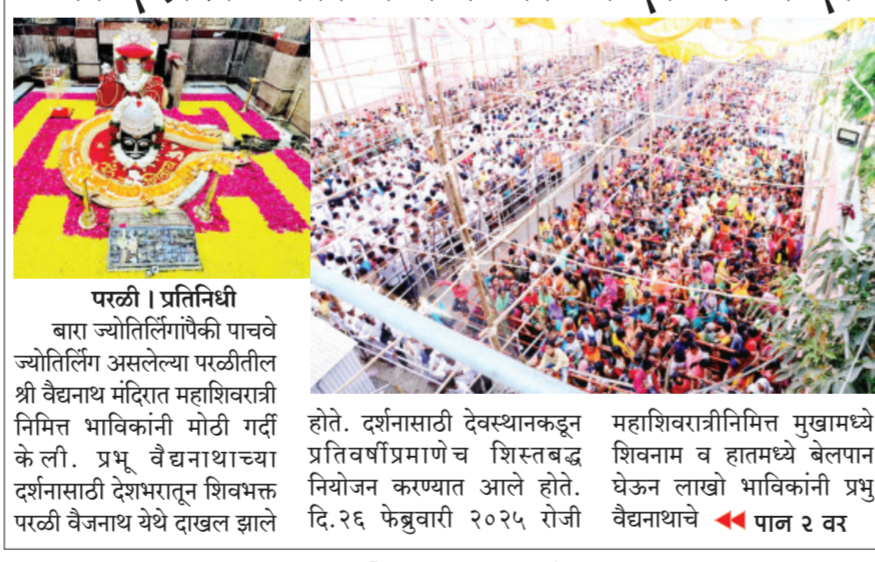 परळी । प्रतिनिधी
बारा ज्योतिर्लिंगांपैकी पाचवे
ज्योतिर्लिंग असलेल्या परळीतील
श्री वैद्यनाथ मंदिरात महाशिवरात्री
निमित्त भाविकांनी मोठी गर्दी
केली. प्रभू वैद्यनाथाच्या
दर्शनासाठी देशभरातून शिवभक्त
परळी वैजनाथ येथे दाखल झाले
होते. दर्शनासाठी देवस्थानकडून
प्रतिवर्षीप्रमाणेच शिस्तबद्ध
नियोजन करण्यात आले होते.
दि.२६ फेब्रुवारी २०२५ रोजी
महाशिवरात्रीनिमित्त मुखामध्ये
शिवनाम व हातमध्ये बेलपान
घेऊन लाखो भाविकांनी प्रभु
वैद्यनाथाचे पान २ वर